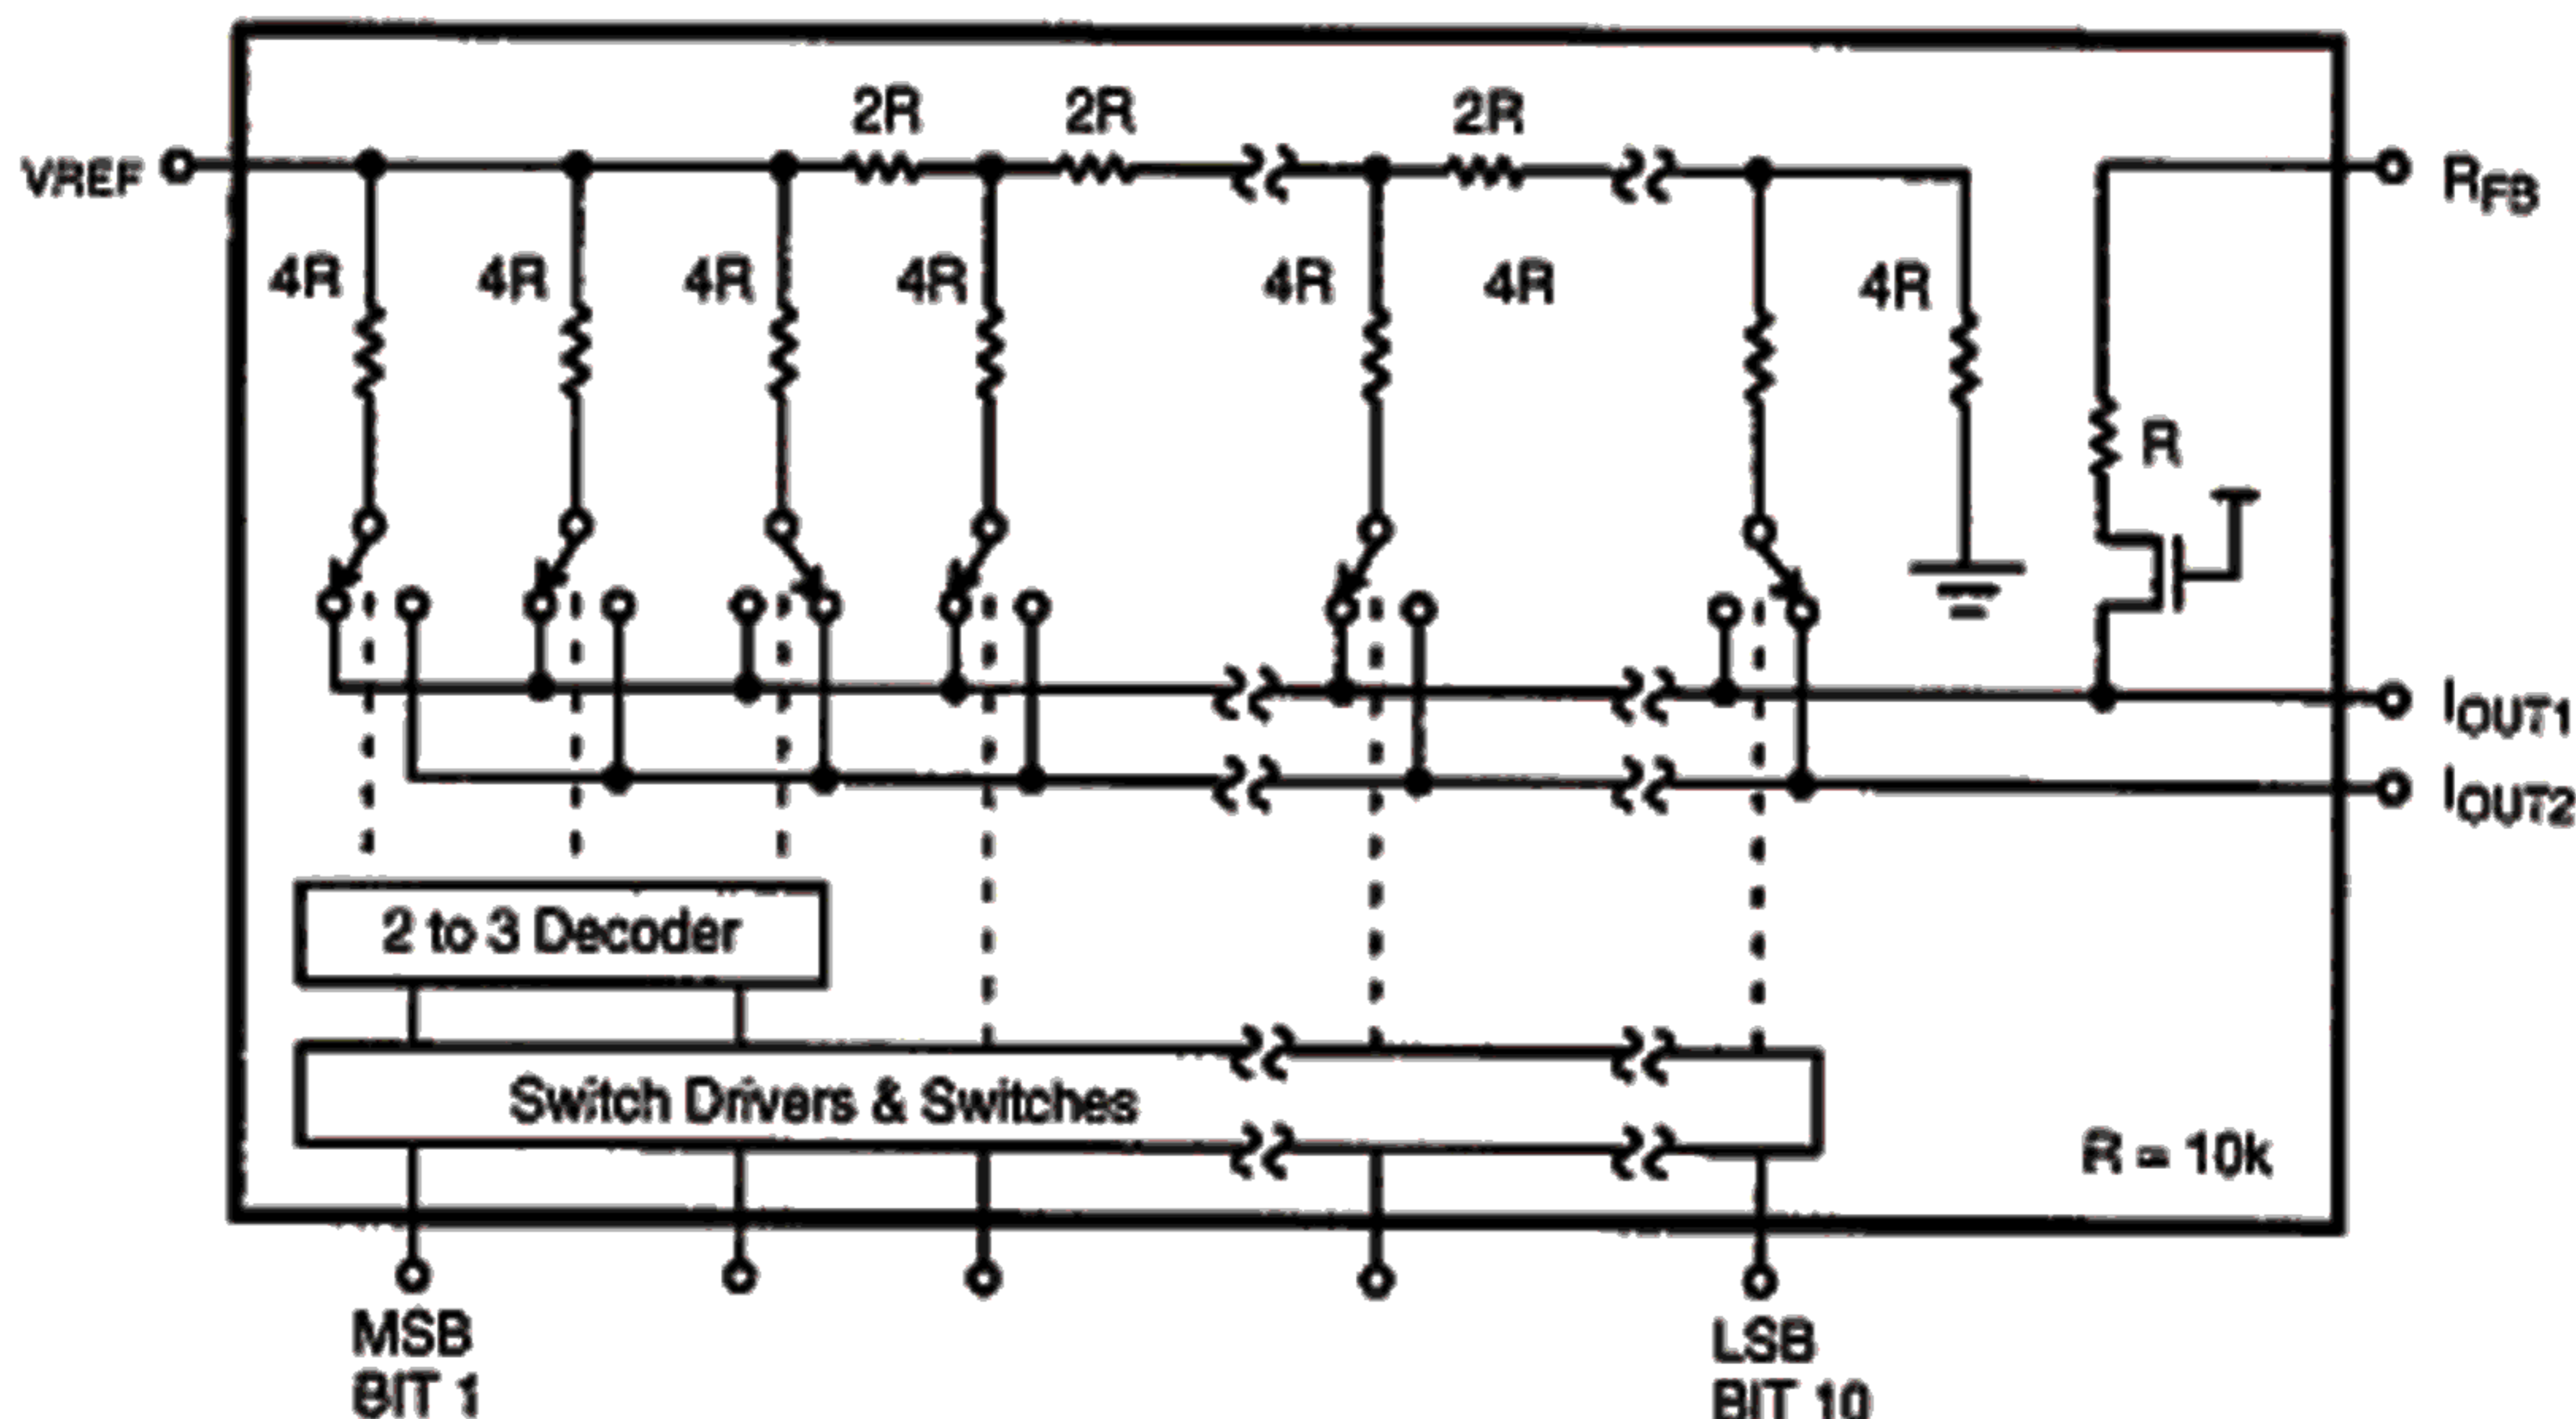 2R
2R
2R
VREF
RFB
4R
4R
4R
4R
4R
4R
4R
R
IOUT1
IOUT2
2 to 3 Decoder
Switch Drivers & Switches
R = 10k
MSB
BIT 1
LSB
BIT 10